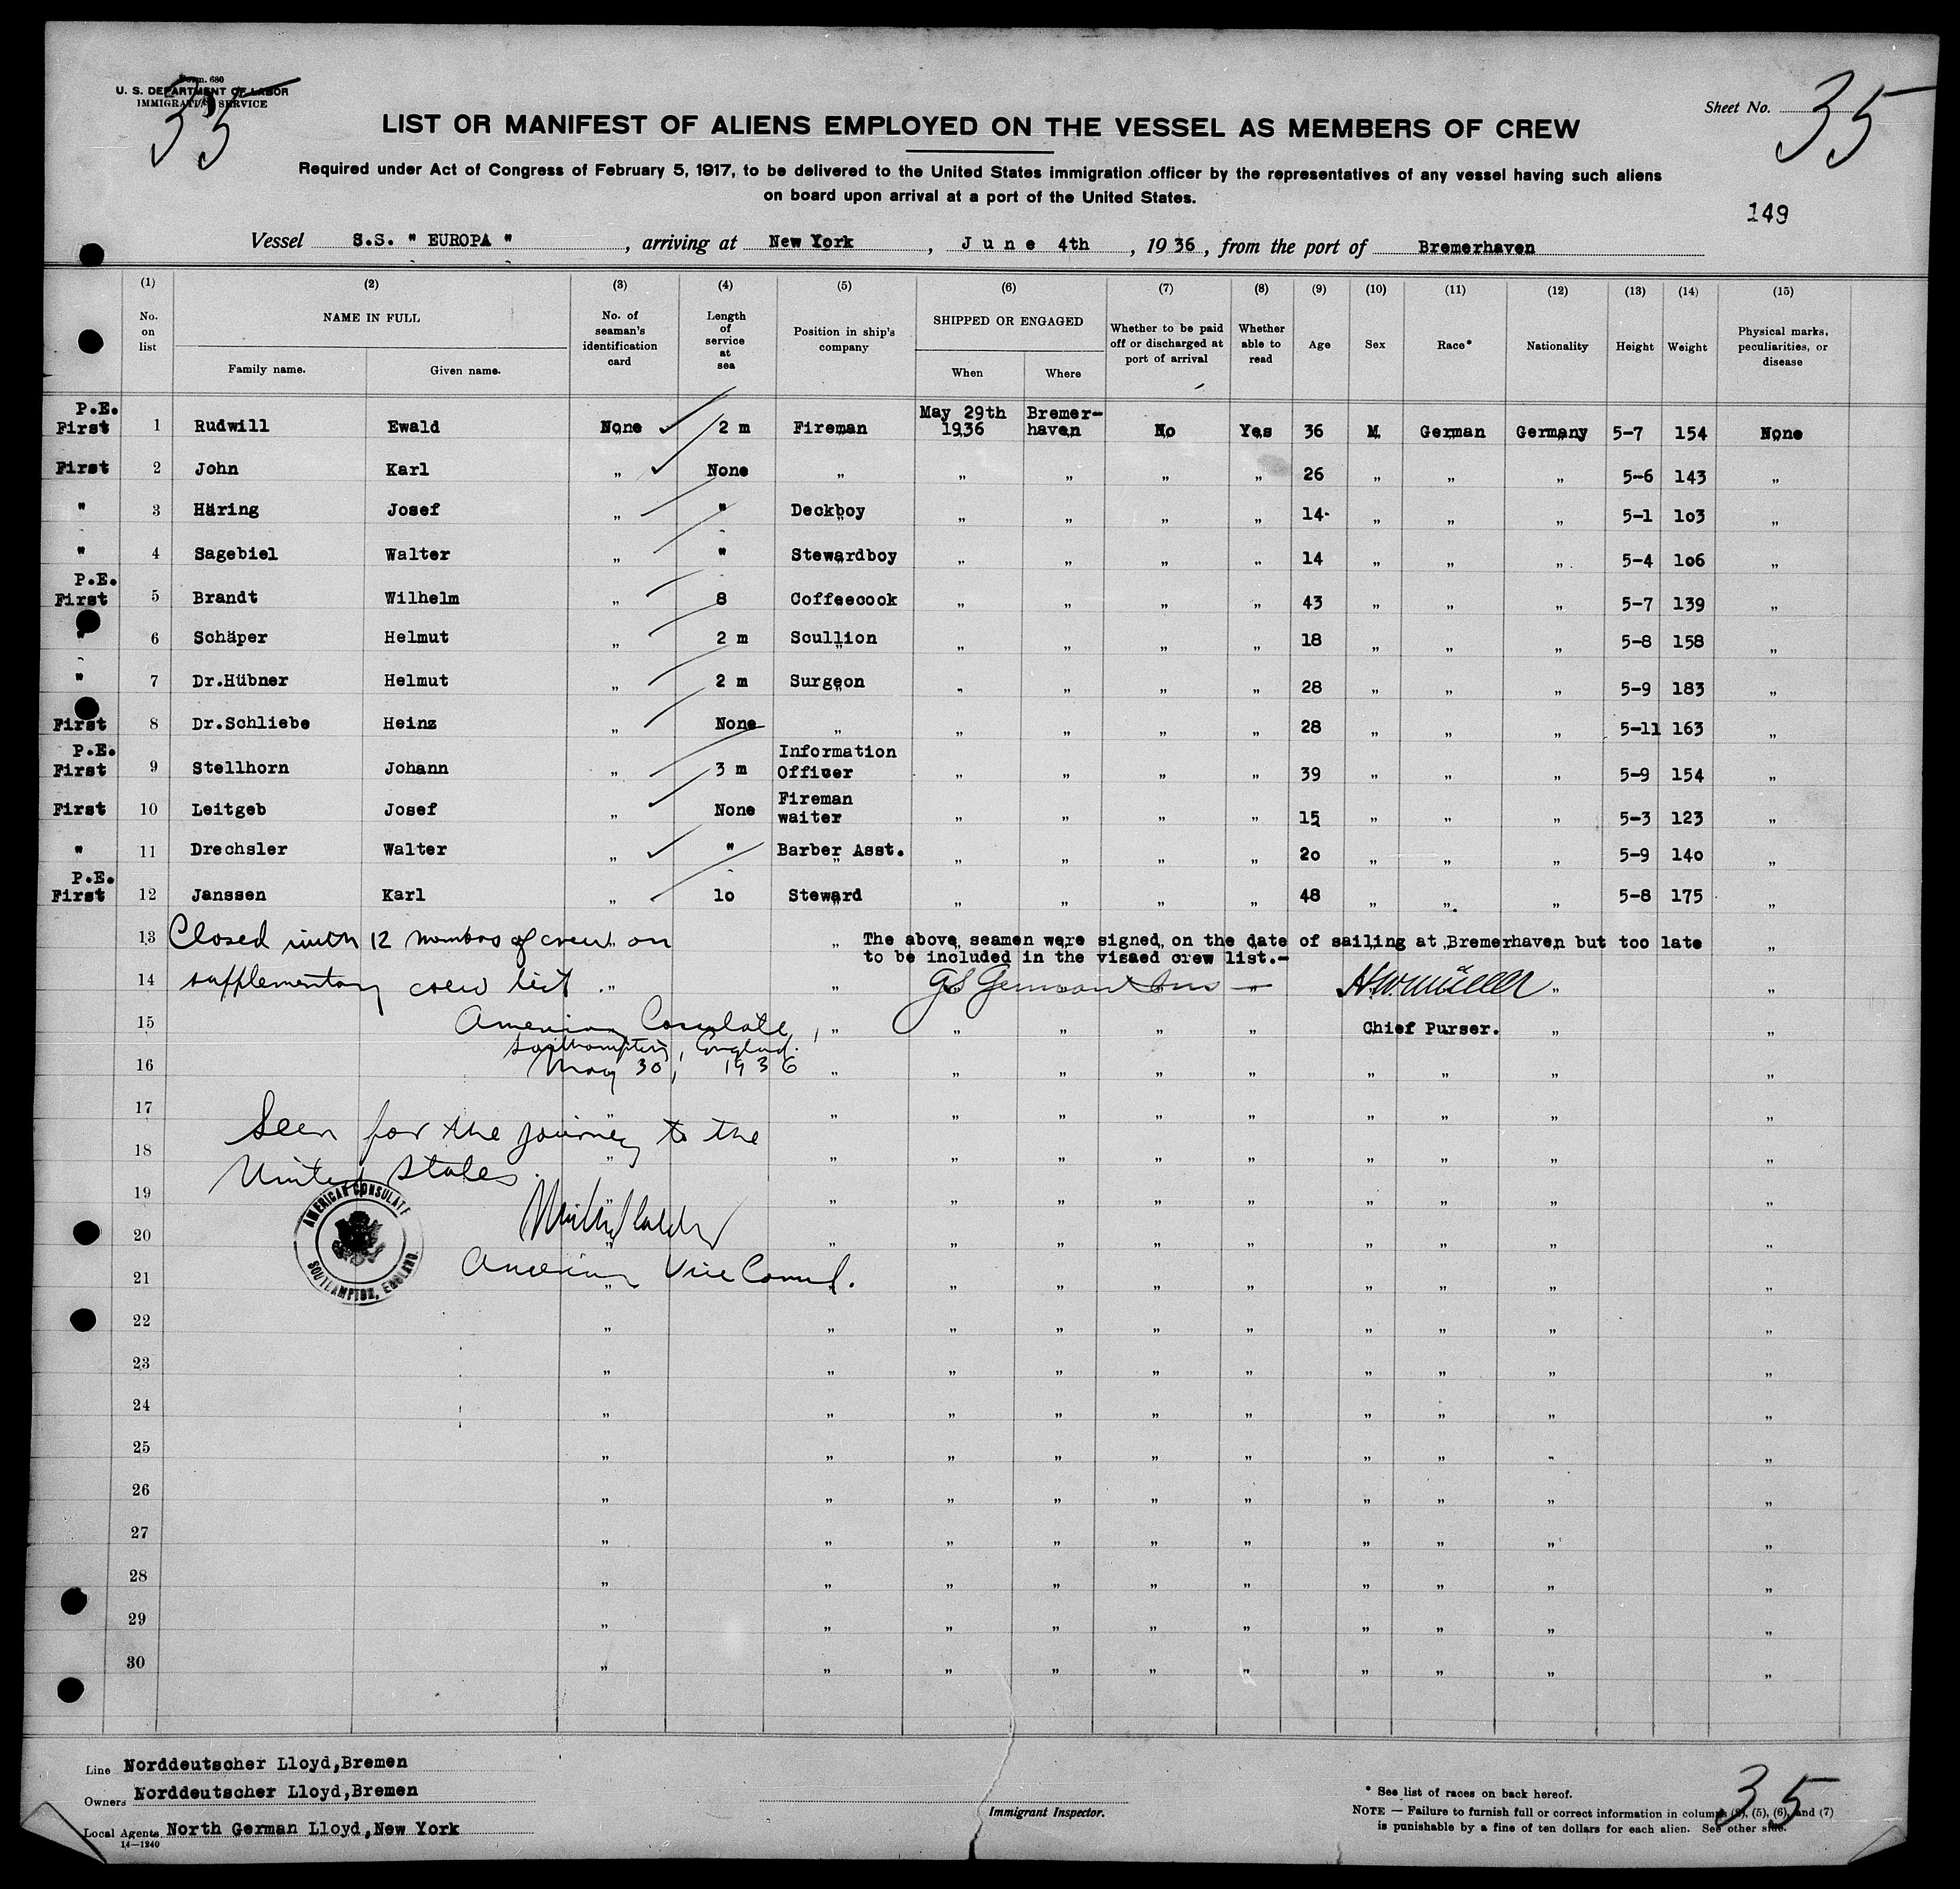 Form. 680
U. S. DEPARTMENT OF LABOR
IMMIGRATION SERVICE
35
Sheet No. 35
LIST OR MANIFEST OF ALIENS EMPLOYED ON THE VESSEL AS MEMBERS OF CREW
Required under Act of Congress of February 5, 1917, to be delivered to the United States immigration officer by the representatives of any vessel having such aliens
on board upon arrival at a port of the United States.
149
Vessel S.S. " EUROPA " , arriving at New York , June 4th , 1936 , from the port of Bremerhaven
(1) (2) (3) (4) (5) (6) (7) (8) (9) (10) (11) (12) (13) (14) (15)
No. on list NAME IN FULL Family name. Given name. No. of seaman's identification card Length of service at sea Position in ship's company SHIPPED OR ENGAGED When Where Whether to be paid off or discharged at port of arrival Whether able to read Age Sex Race* Nationality Height Weight Physical marks, peculiarities, or disease
P.E. First 1 Rudwill Ewald None 2 m Fireman May 29th 1936 Bremer-haven No Yes 36 M. German Germany 5-7 154 None
First 2 John Karl „ None „ „ „ „ „ 26 „ „ „ 5-6 143 „
" 3 Häring Josef „ " Deckboy „ „ „ „ 14 „ „ „ 5-1 103 „
" 4 Sagebiel Walter „ " Stewardboy „ „ „ „ 14 „ „ „ 5-4 106 „
P.E. First 5 Brandt Wilhelm „ 8 Coffeecook „ „ „ „ 43 „ „ „ 5-7 139 „
" 6 Schäper Helmut „ 2 m Scullion „ „ „ „ 18 „ „ „ 5-8 158 „
" 7 Dr.Hübner Helmut „ 2 m Surgeon „ „ „ „ 28 „ „ „ 5-9 183 „
First 8 Dr.Schliebe Heinz „ None „ „ „ „ „ 28 „ „ „ 5-11 163 „
P.E. First 9 Stellhorn Johann „ 3 m Information Officer „ „ „ „ 39 „ „ „ 5-9 154 „
First 10 Leitgeb Josef „ None Fireman waiter „ „ „ „ 15 „ „ „ 5-3 123 „
" 11 Drechsler Walter „ " Barber Asst. „ „ „ „ 20 „ „ „ 5-9 140 „
P.E. First 12 Janssen Karl „ 10 Steward „ „ „ „ 48 „ „ „ 5-8 175 „
13 Closed with 12 members of crew on „ The above seamen were signed on the date of sailing at Bremerhaven but too late „
to be included in the visaed crew list.-
14 supplementary crew list „ „ „ „
15 American Consulate, „ „ „ „ „ Chief Purser. „ „
Southampton, England.
16 May 30, 1936 „ „ „ „ „ „ „ „ „
17 „ „ „ „ „ „ „ „ „ „
Seen for the journey to the
18 „ „ „ „ „ „ „ „ „ „
United States.
19 „ „ „ „ „ „ „ „ „ „
AMERICAN CONSULATE
SOUTHAMPTON, ENGLAND.
20 „ „ „ „ „ „ „ „ „ „
American Vice Consul.
21 „ „ „ „ „ „ „ „ „
22 „ „ „ „ „ „ „ „ „ „
23 „ „ „ „ „ „ „ „ „ „
24 „ „ „ „ „ „ „ „ „ „
25 „ „ „ „ „ „ „ „ „ „
26 „ „ „ „ „ „ „ „ „ „
27 „ „ „ „ „ „ „ „ „ „
28 „ „ „ „ „ „ „ „ „ „
29 „ „ „ „ „ „ „ „ „ „
30 „ „ „ „ „ „ „ „ „ „
Line Norddeutscher Lloyd,Bremen
Owners Norddeutscher Lloyd,Bremen
Local Agents North German Lloyd,New York
14—1240
Immigrant Inspector.
* See list of races on back hereof.
NOTE — Failure to furnish full or correct information in columns (2), (5), (6), and (7)
is punishable by a fine of ten dollars for each alien. See other side.
35